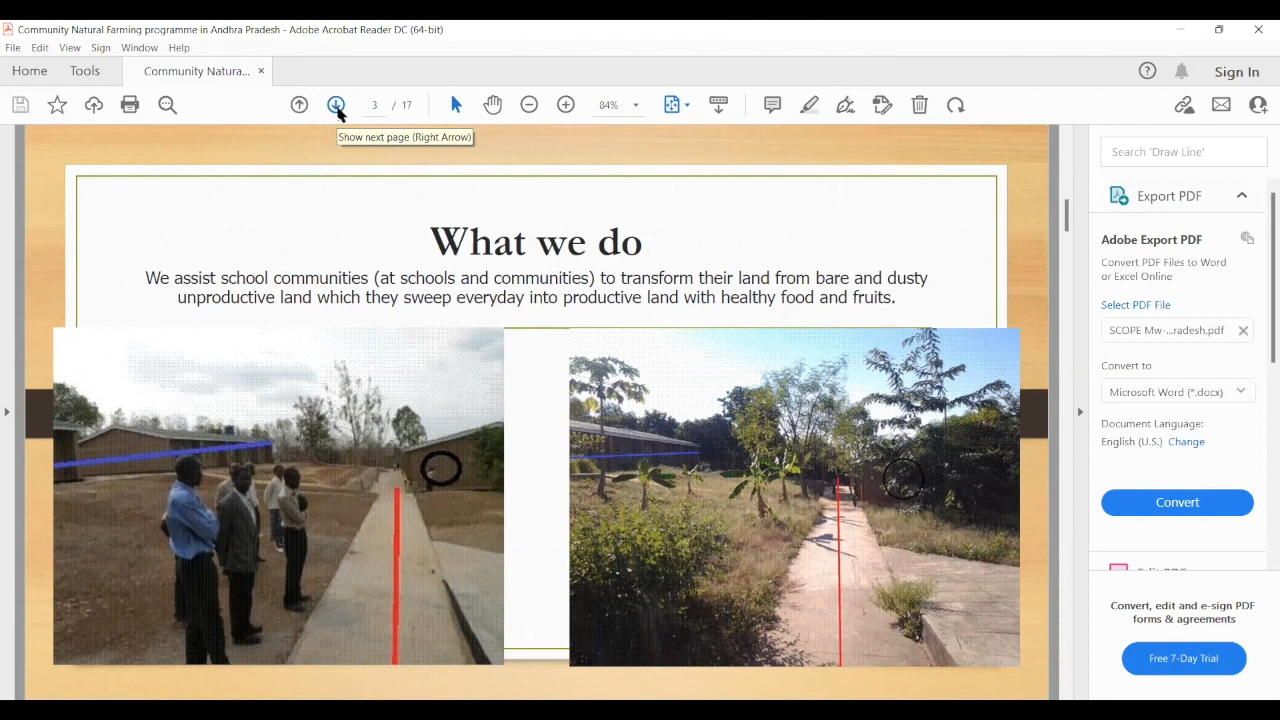 Community Natural Farming programme in Andhra Pradesh - Adobe Acrobat Reader DC (64-bit)
File Edit View Sign Window Help
Home Tools Community Natura... ×
Sign In
3 / 17 84%
Show next page (Right Arrow)
Search 'Draw Line'
Export PDF
Adobe Export PDF
Convert PDF Files to Word
or Excel Online
Select PDF File
SCOPE Mw-...radesh.pdf
Convert to
Microsoft Word (*.docx)
Document Language:
English (U.S.) Change
Convert
Convert, edit and e-sign PDF
forms & agreements
Free 7-Day Trial
What we do
We assist school communities (at schools and communities) to transform their land from bare and dusty
unproductive land which they sweep everyday into productive land with healthy food and fruits.